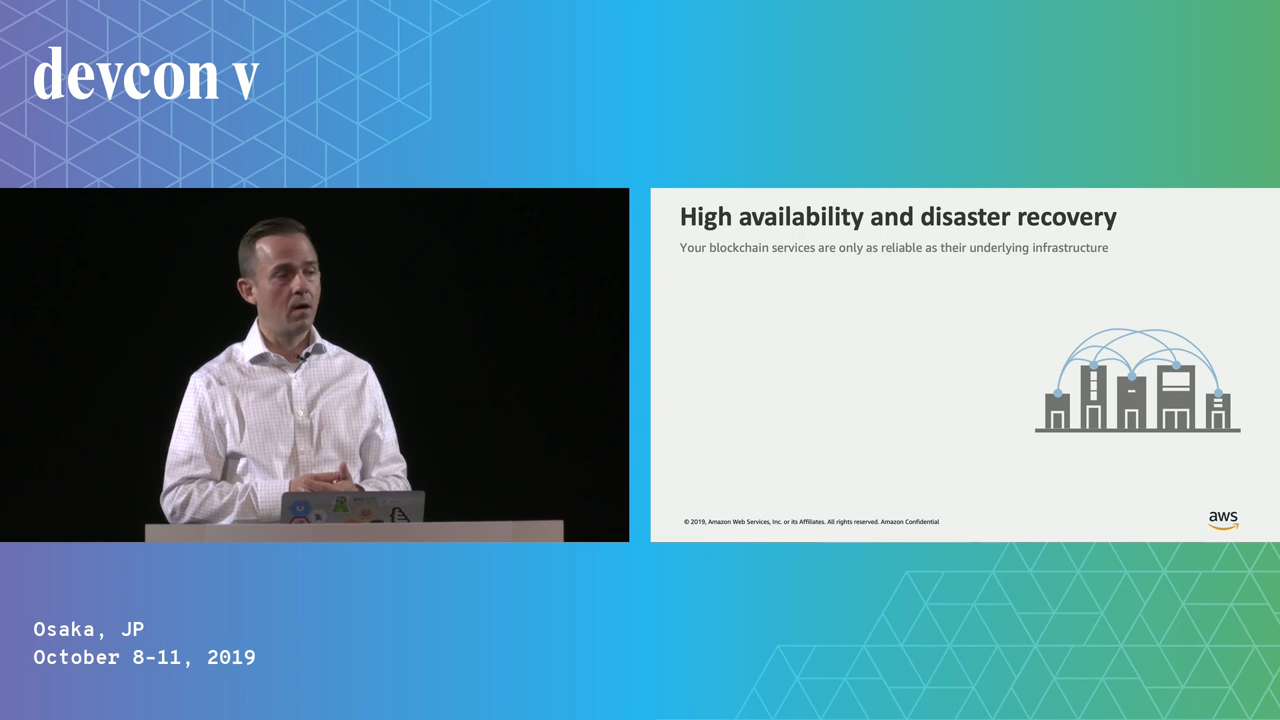 devcon v
High availability and disaster recovery
Your blockchain services are only as reliable as their underlying infrastructure
© 2019, Amazon Web Services, Inc. or its Affiliates. All rights reserved. Amazon Confidential
aws
Osaka, JP
October 8-11, 2019